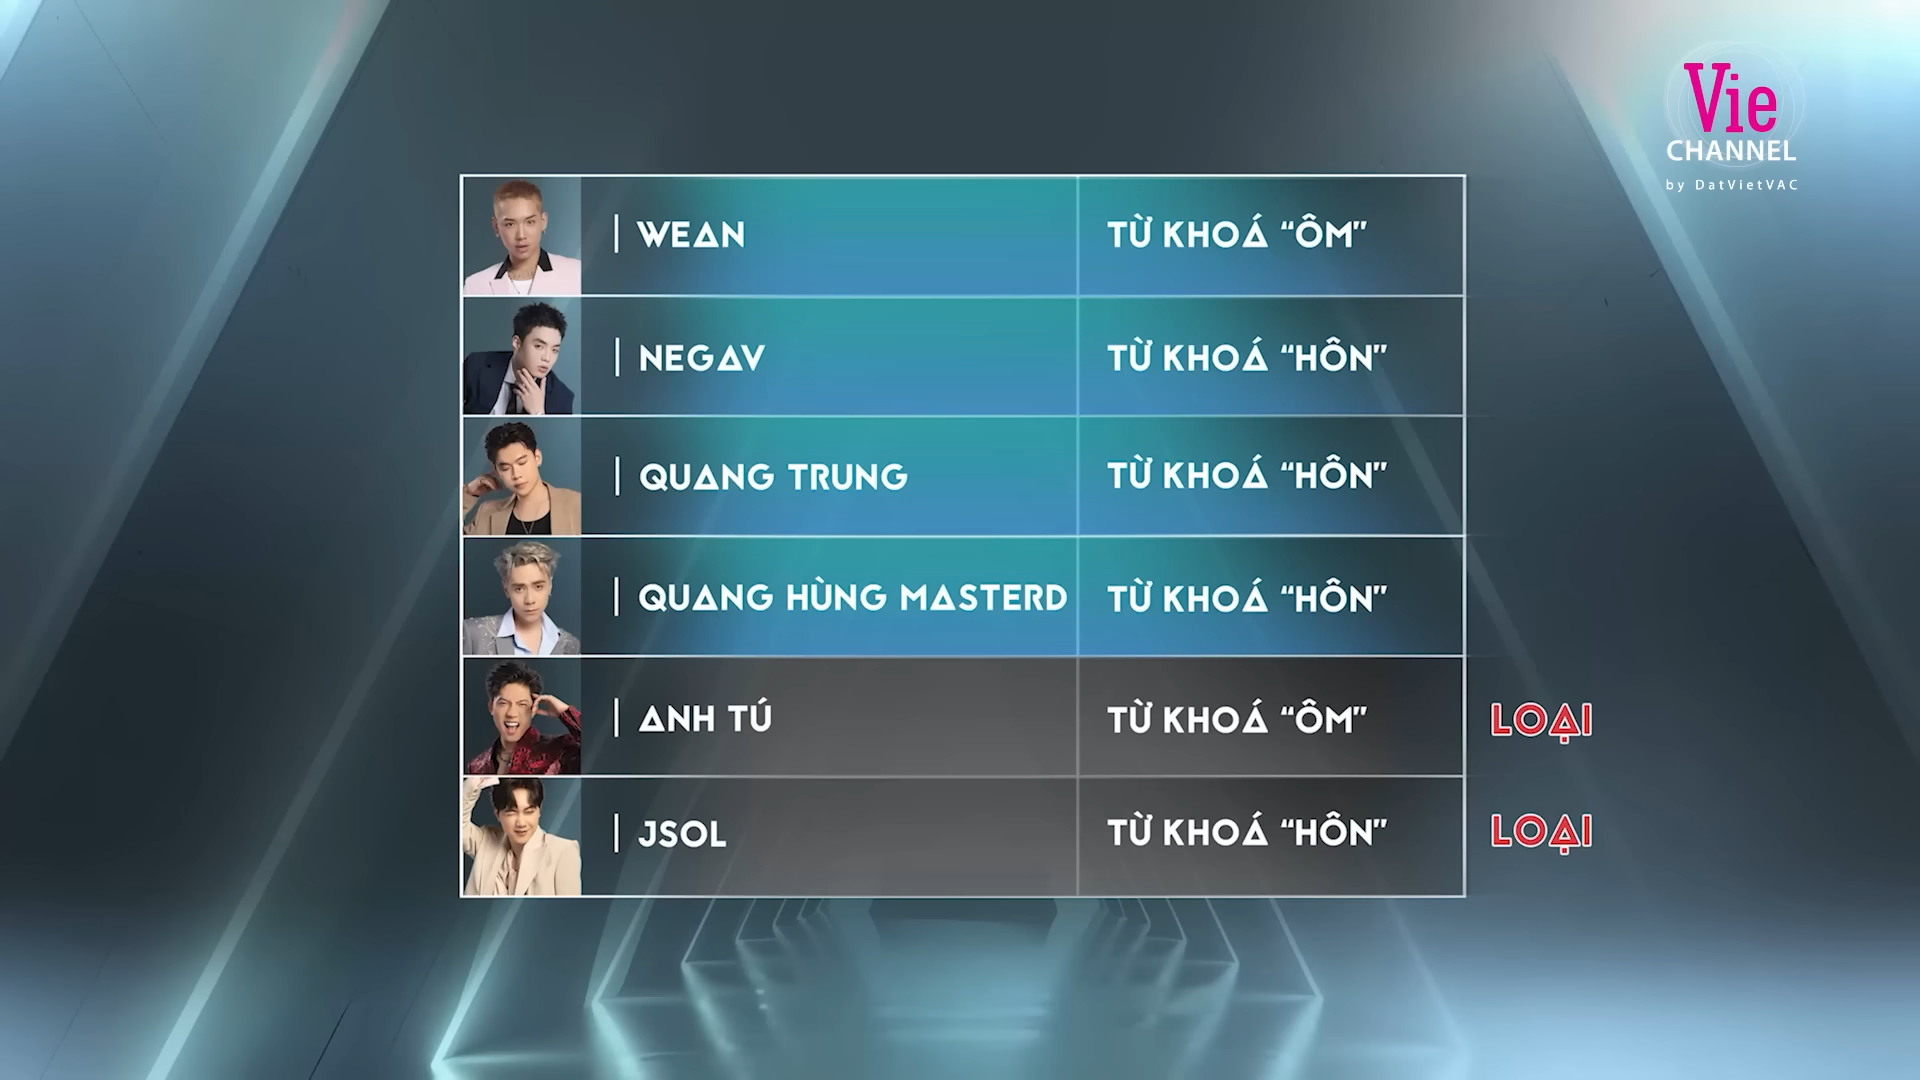 Vie
CHANNEL
by DatVietVAC
| WEAN TỪ KHOÁ “ÔM”
| NEGAV TỪ KHOÁ “HÔN”
| QUANG TRUNG TỪ KHOÁ “HÔN”
| QUANG HÙNG MASTERD TỪ KHOÁ “HÔN”
| ANH TÚ TỪ KHOÁ “ÔM” LOẠI
| JSOL TỪ KHOÁ “HÔN” LOẠI